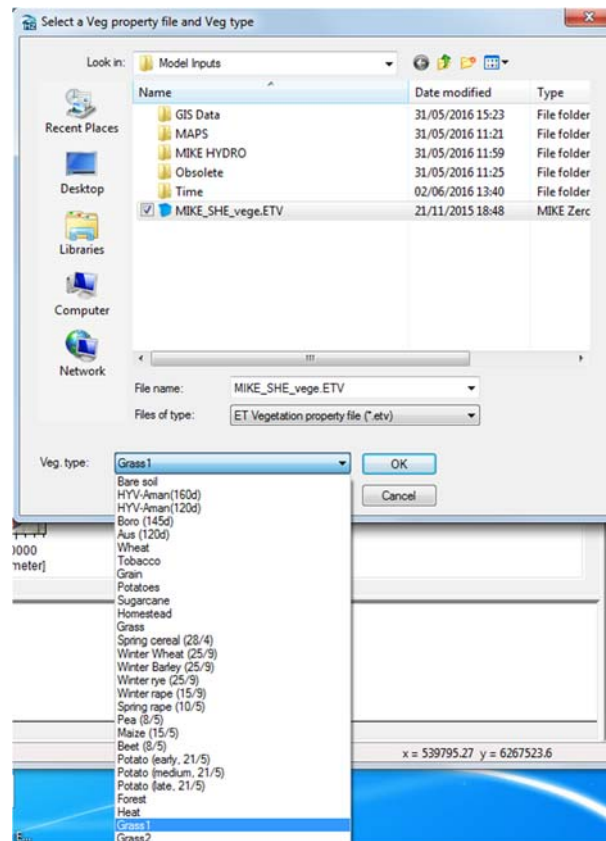 Select a Veg property file and Veg type
Look in: Model Inputs
Name Date modified Type
GIS Data 31/05/2016 15:23 File folder
MAPS 31/05/2016 11:21 File folder
MIKE HYDRO 31/05/2016 11:59 File folder
Obsolete 31/05/2016 11:25 File folder
Time 02/06/2016 13:40 File folder
MIKE_SHE_vege.ETV 21/11/2015 18:48 MIKE Zero
Recent Places
Desktop
Libraries
Computer
Network
File name: MIKE_SHE_vege.ETV
Files of type: ET Vegetation property file (*.etv)
Veg. type: Grass1 OK
Cancel
Bare soil
HYV-Aman(160d)
HYV-Aman(120d)
Boro (145d)
Aus (120d)
Wheat
Tobacco
Grain
Potatoes
Sugarcane
Homestead
Grass
Spring cereal (28/4)
Winter Wheat (25/9)
Winter Barley (25/9)
Winter rye (25/9)
Winter rape (15/9)
Spring rape (10/5)
Pea (8/5)
Maize (15/5)
Beet (8/5)
Potato (early, 21/5)
Potato (medium, 21/5)
Potato (late, 21/5)
Forest
Heat
Grass1
Grass2
0000
meter]
x = 539795.27 y = 6267523.6